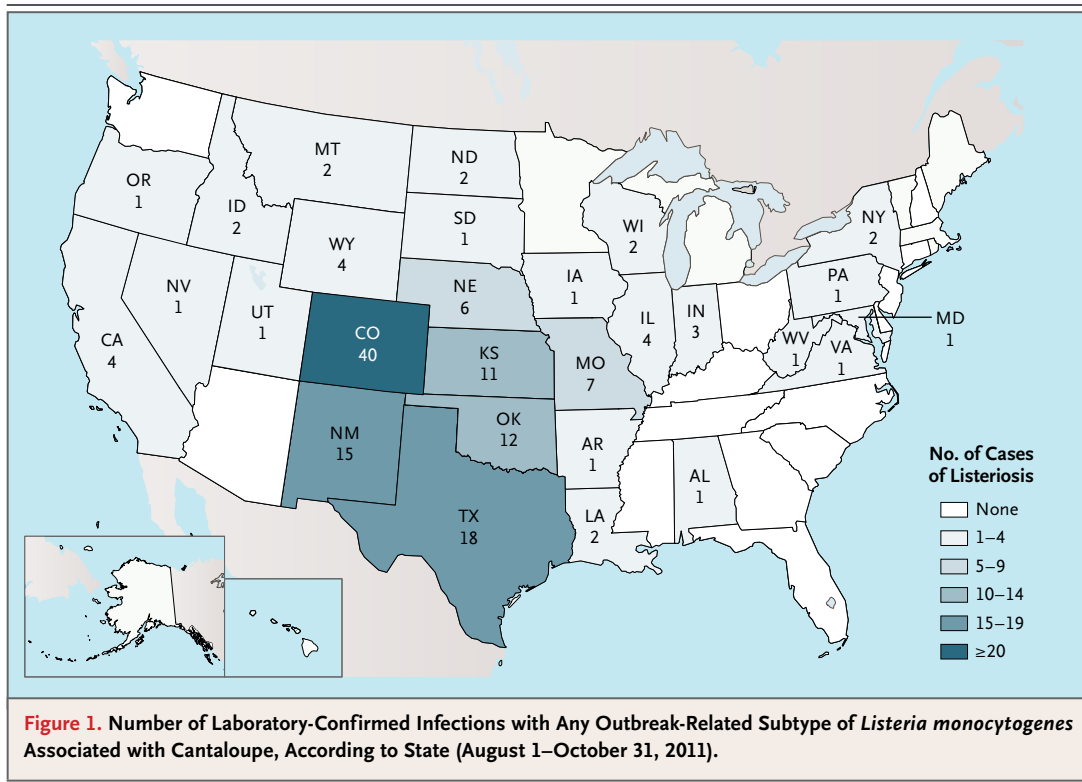 MT
2
ND
2
OR
1
ID
2
SD
1
WI
2
NY
2
WY
4
NE
6
IA
1
PA
1
NV
1
UT
1
IL
4
IN
3
MD
1
CA
4
CO
40
KS
11
MO
7
WV
1
VA
1
NM
15
OK
12
AR
1
AL
1
TX
18
LA
2
No. of Cases
of Listeriosis
None
1–4
5–9
10–14
15–19
≥20
Figure 1. Number of Laboratory-Confirmed Infections with Any Outbreak-Related Subtype of Listeria monocytogenes
Associated with Cantaloupe, According to State (August 1–October 31, 2011).